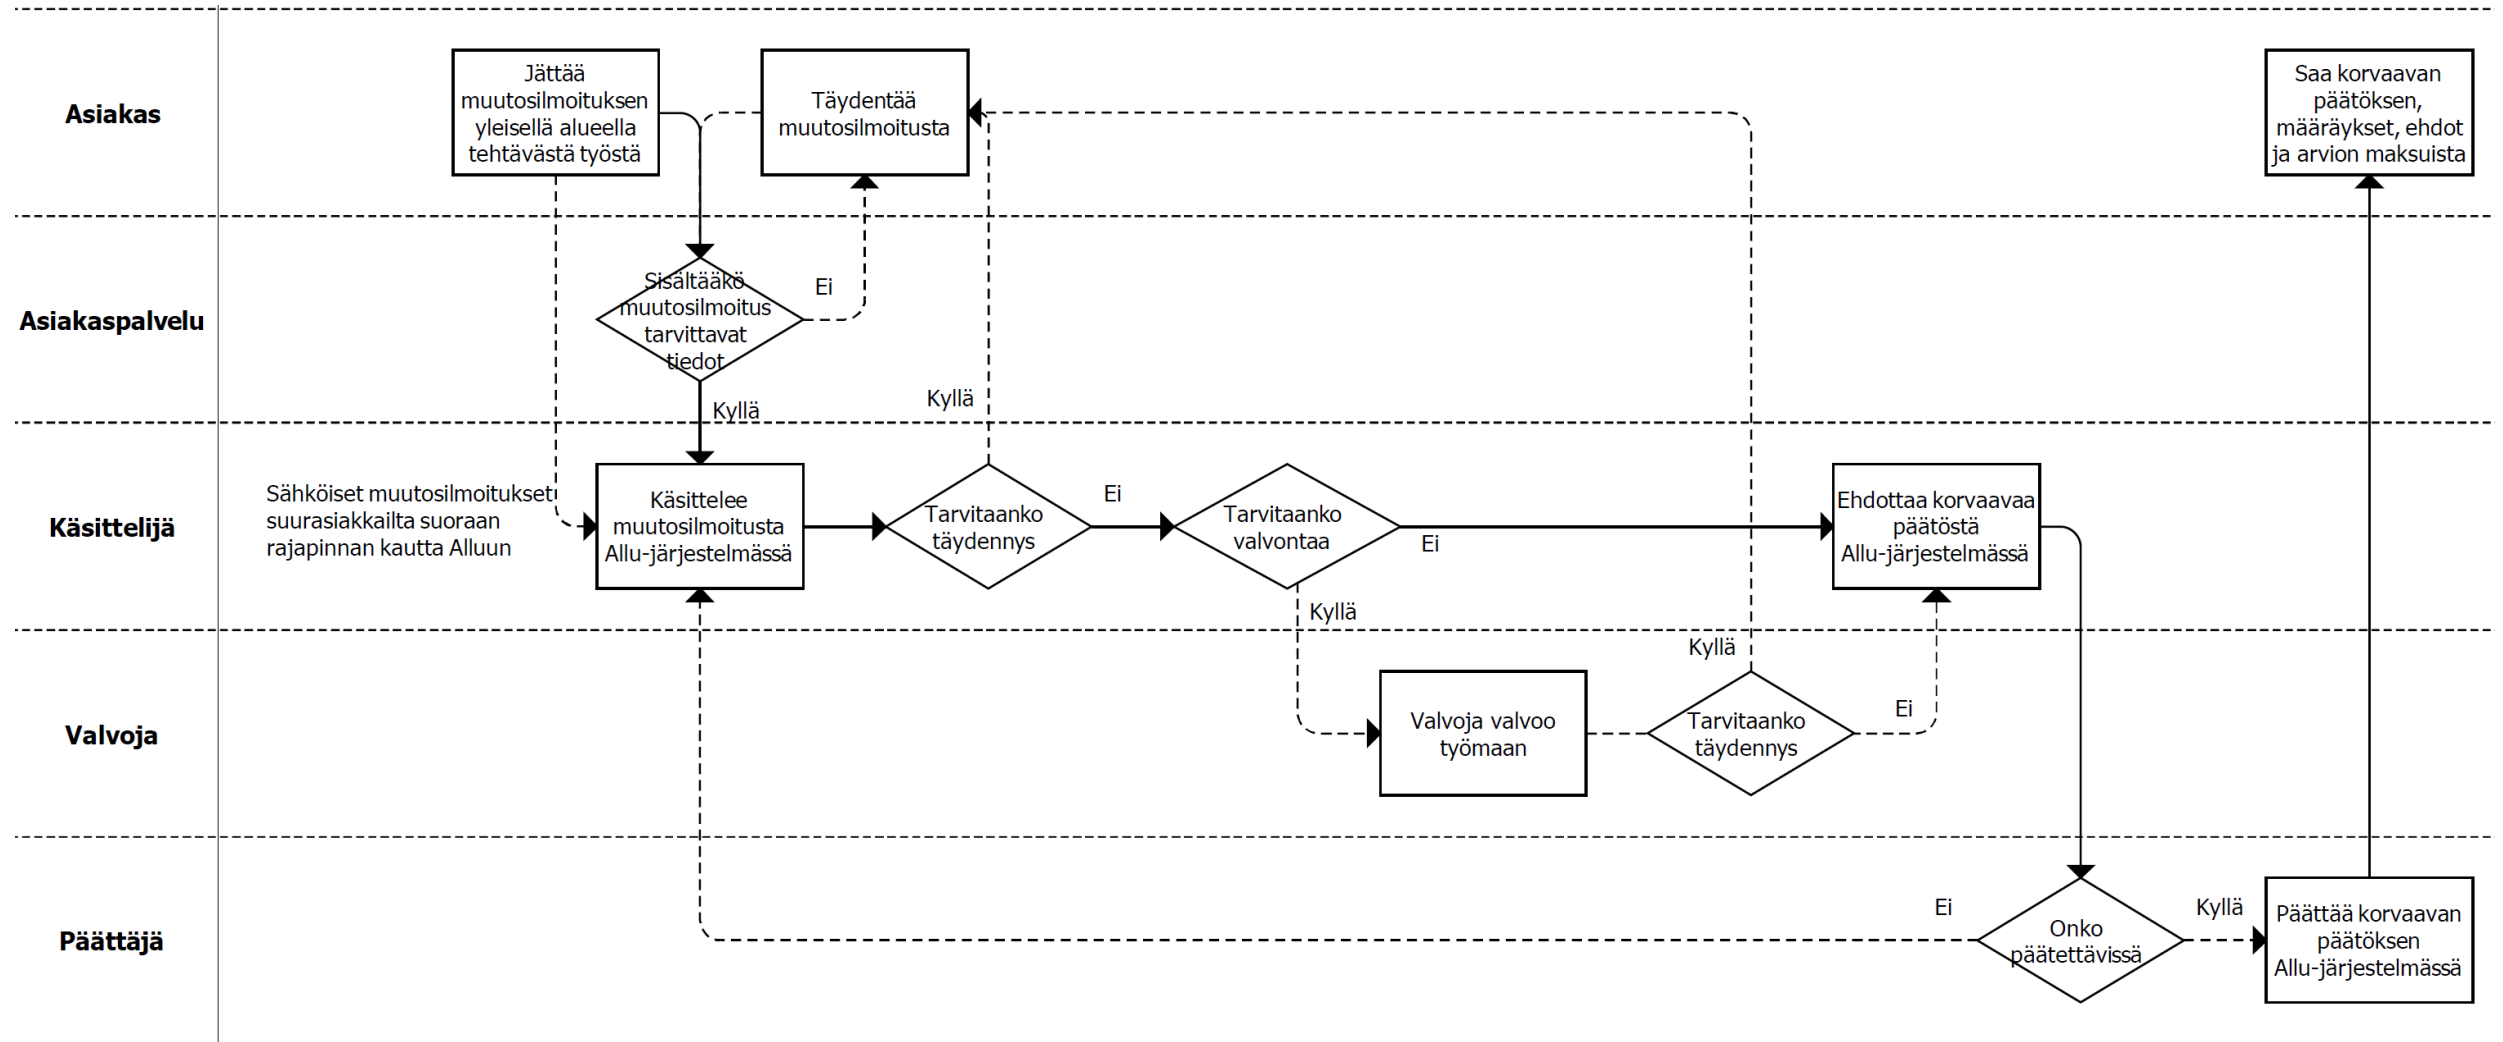 Asiakas
Jättää
muutosilmoituksen
yleisellä alueella
tehtävästä työstä
Täydentää
muutosilmoitusta
Saa korvaavan
päätöksen,
määräykset, ehdot
ja arvion maksuista
Asiakaspalvelu
Sisältääkö
muutosilmoitus
tarvittavat
tiedot
Ei
Kyllä
Kyllä
Käsittelijä
Sähköiset muutosilmoitukset
suurasiakkailta suoraan
rajapinnan kautta Alluun
Käsittelee
muutosilmoitusta
Allu-järjestelmässä
Tarvitaanko
täydennys
Ei
Tarvitaanko
valvontaa
Ei
Kyllä
Ehdottaa korvaavaa
päätöstä
Allu-järjestelmässä
Valvoja
Valvoja valvoo
työmaan
Kyllä
Tarvitaanko
täydennys
Ei
Päättäjä
Ei
Onko
päätettävissä
Kyllä
Päättää korvaavan
päätöksen
Allu-järjestelmässä